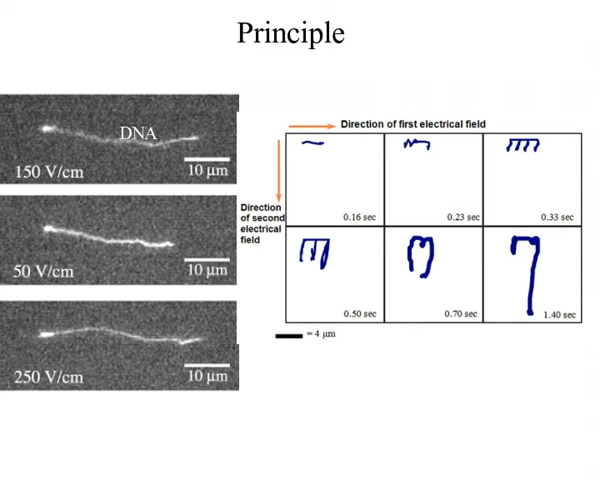 Principle
DNA
10 μm
150 V/cm
10 μm
50 V/cm
10 μm
250 V/cm
Direction of first electrical field
Direction
of second
electrical
field
0.16 sec
0.23 sec
0.33 sec
0.50 sec
0.70 sec
1.40 sec
= 4 μm